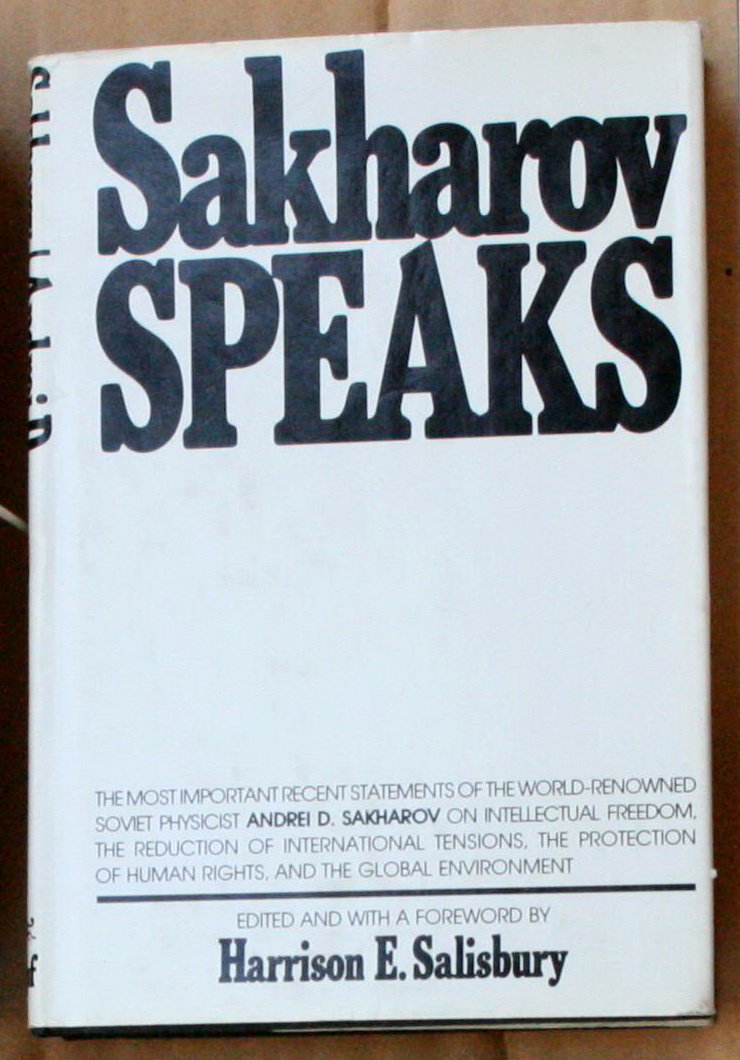 Sakharov
SPEAKS
THE MOST IMPORTANT RECENT STATEMENTS OF THE WORLD-RENOWNED
SOVIET PHYSICIST ANDREI D. SAKHAROV ON INTELLECTUAL FREEDOM,
THE REDUCTION OF INTERNATIONAL TENSIONS, THE PROTECTION
OF HUMAN RIGHTS, AND THE GLOBAL ENVIRONMENT
EDITED AND WITH A FOREWORD BY
Harrison E. Salisbury